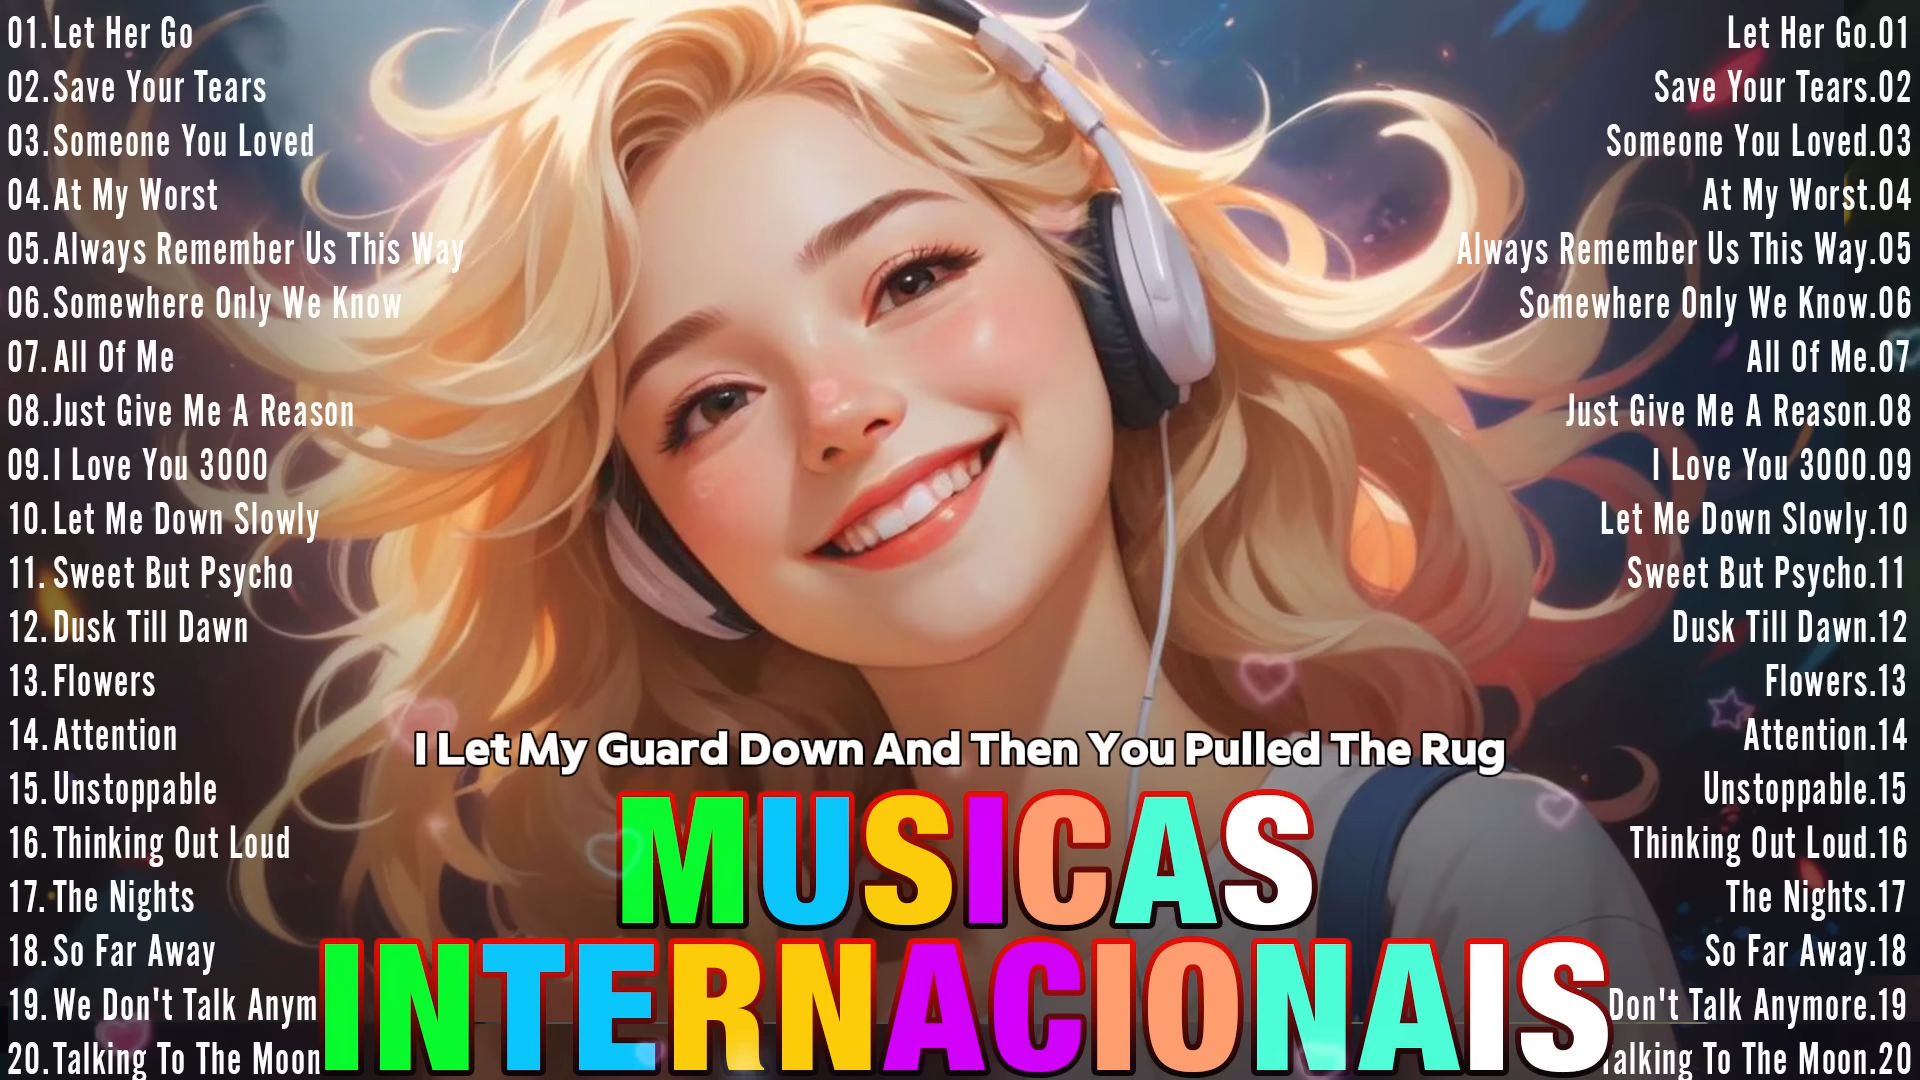 01. Let Her Go
02. Save Your Tears
03. Someone You Loved
04. At My Worst
05. Always Remember Us This Way
06. Somewhere Only We Know
07. All Of Me
08. Just Give Me A Reason
09. I Love You 3000
10. Let Me Down Slowly
11. Sweet But Psycho
12. Dusk Till Dawn
13. Flowers
14. Attention
15. Unstoppable
16. Thinking Out Loud
17. The Nights
18. So Far Away
19. We Don't Talk Anym
20. Talking To The Moon
Let Her Go.01
Save Your Tears.02
Someone You Loved.03
At My Worst.04
Always Remember Us This Way.05
Somewhere Only We Know.06
All Of Me.07
Just Give Me A Reason.08
I Love You 3000.09
Let Me Down Slowly.10
Sweet But Psycho.11
Dusk Till Dawn.12
Flowers.13
Attention.14
Unstoppable.15
Thinking Out Loud.16
The Nights.17
So Far Away.18
Don't Talk Anymore.19
alking To The Moon.20
I Let My Guard Down And Then You Pulled The Rug
MUSICAS
INTERNACIONAIS